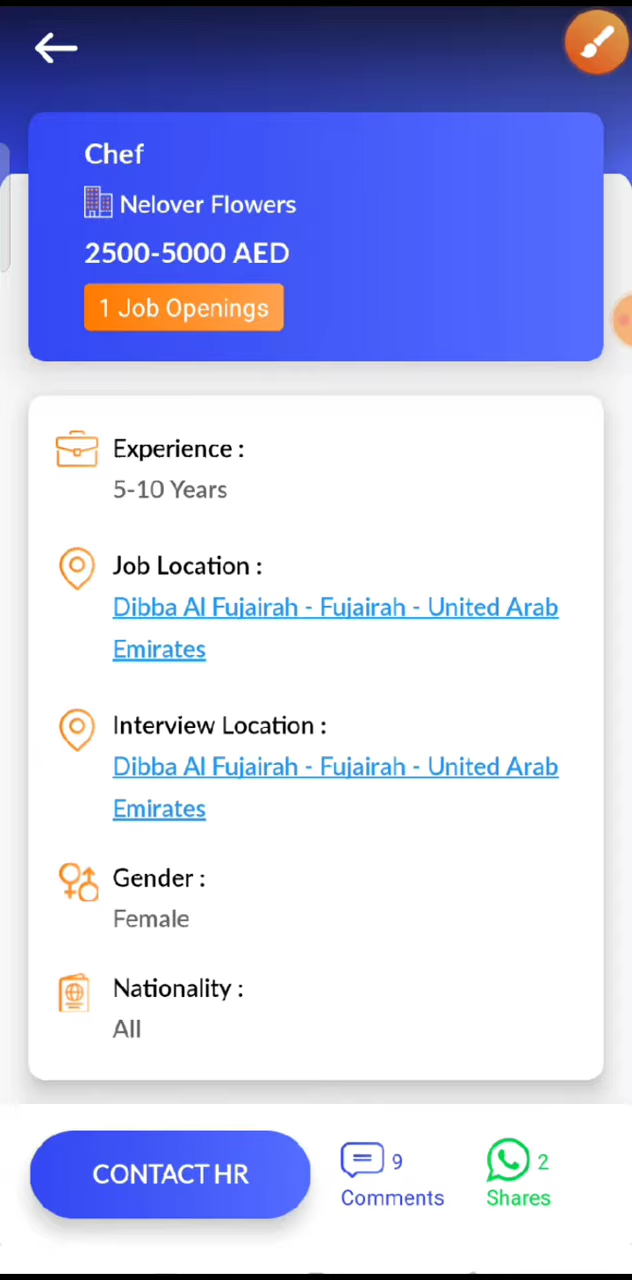 Chef
Nelover Flowers
2500-5000 AED
1 Job Openings
Experience :
5-10 Years
Job Location :
Dibba Al Fujairah - Fujairah - United Arab
Emirates
Interview Location :
Dibba Al Fujairah - Fujairah - United Arab
Emirates
Gender :
Female
Nationality :
All
CONTACT HR
9
Comments
2
Shares